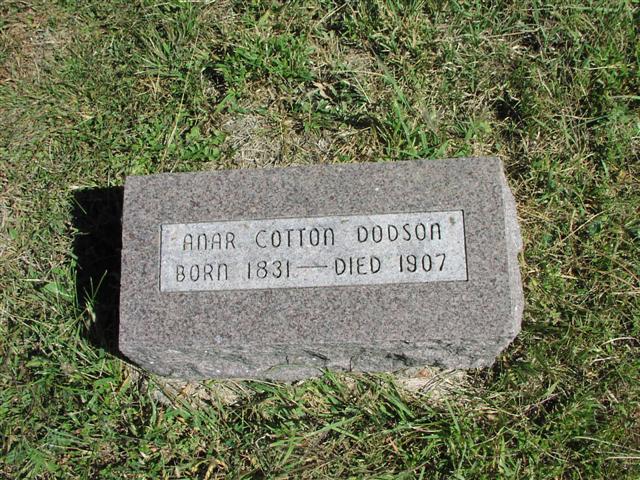 ANAR COTTON DODSON
BORN 1831 — DIED 1907